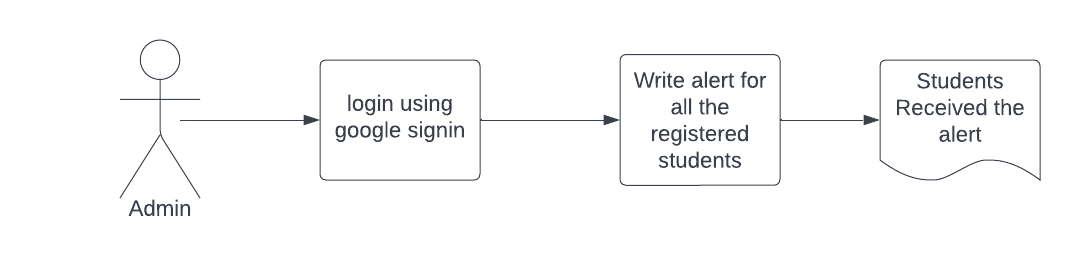 Admin
login using
google signin
Write alert for
all the
registered
students
Students
Received the
alert